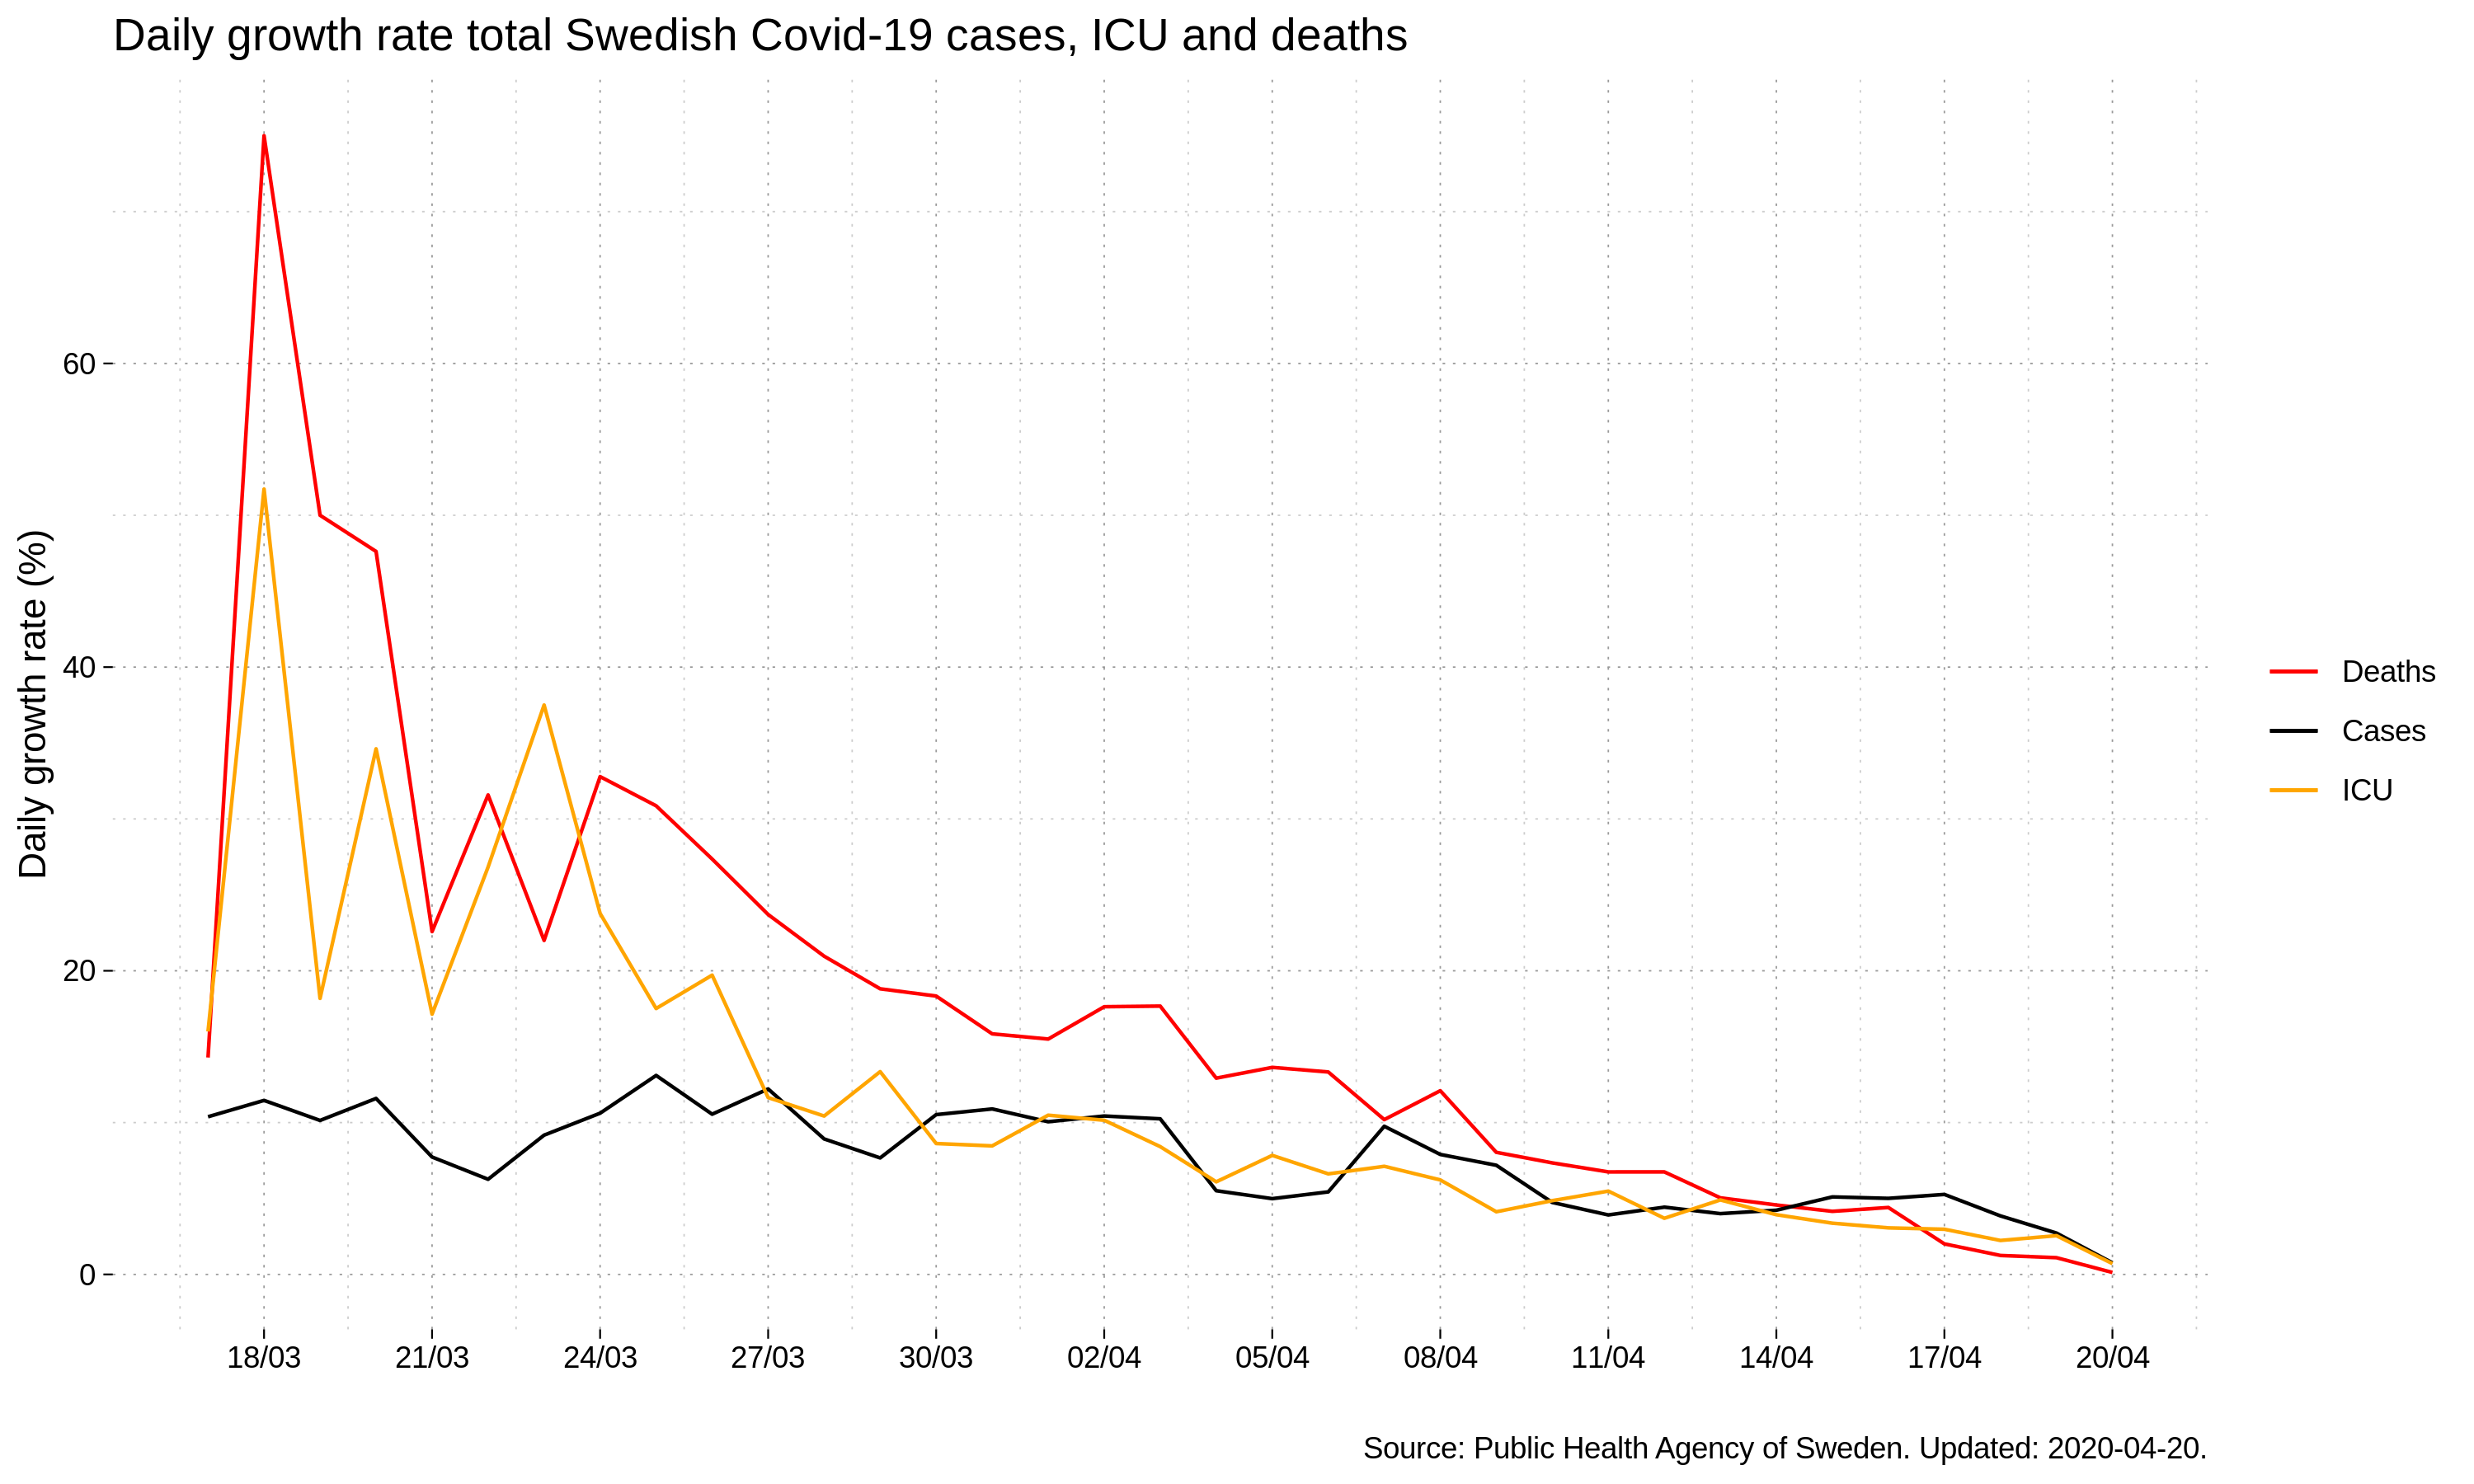 Daily growth rate total Swedish Covid-19 cases, ICU and deaths
Daily growth rate (%)
60
40
20
0
18/03
21/03
24/03
27/03
30/03
02/04
05/04
08/04
11/04
14/04
17/04
20/04
Deaths
Cases
ICU
Source: Public Health Agency of Sweden. Updated: 2020-04-20.